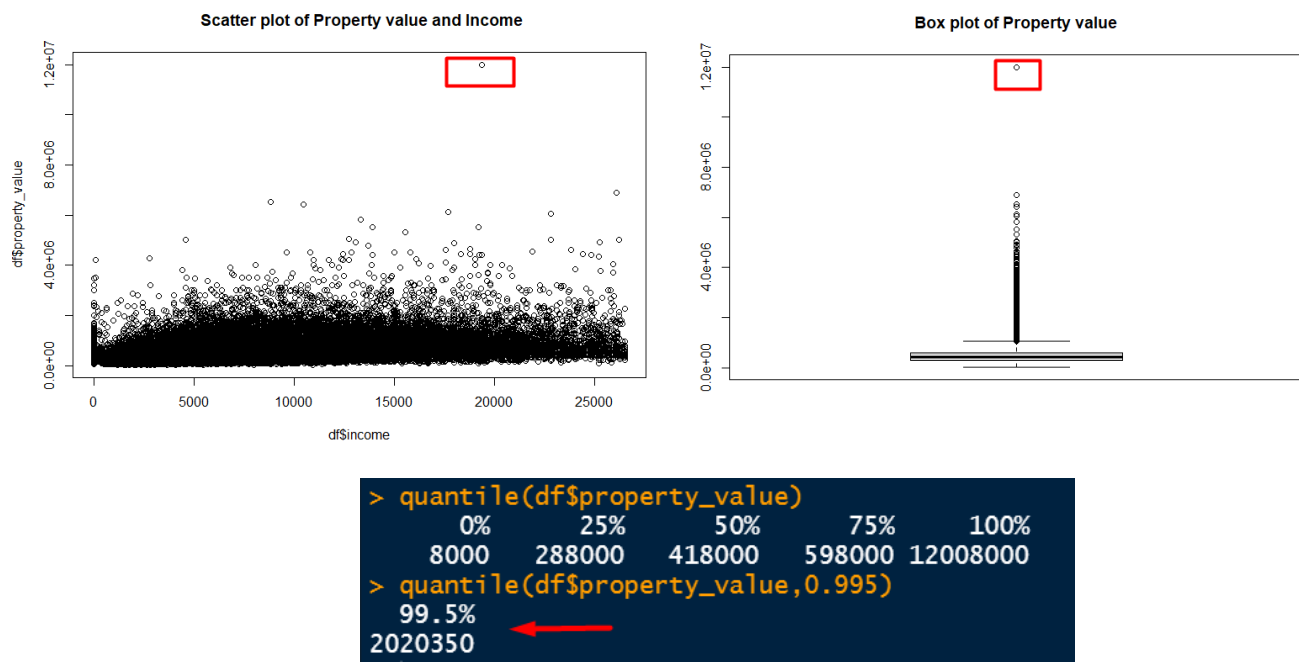 Scatter plot of Property value and Income
1.2e+07
8.0e+06
4.0e+06
0.0e+00
df$property_value
0 5000 10000 15000 20000 25000
df$income
Box plot of Property value
1.2e+07
8.0e+06
4.0e+06
0.0e+00
> quantile(df$property_value)
0% 25% 50% 75% 100%
8000 288000 418000 598000 12008000
> quantile(df$property_value,0.995)
99.5%
2020350